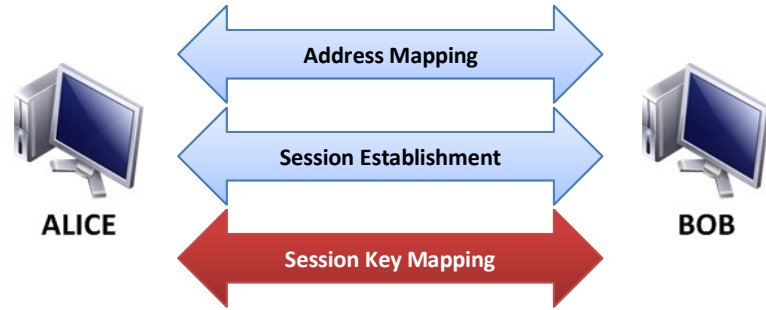 Address Mapping
Session Establishment
ALICE
BOB
Session Key Mapping